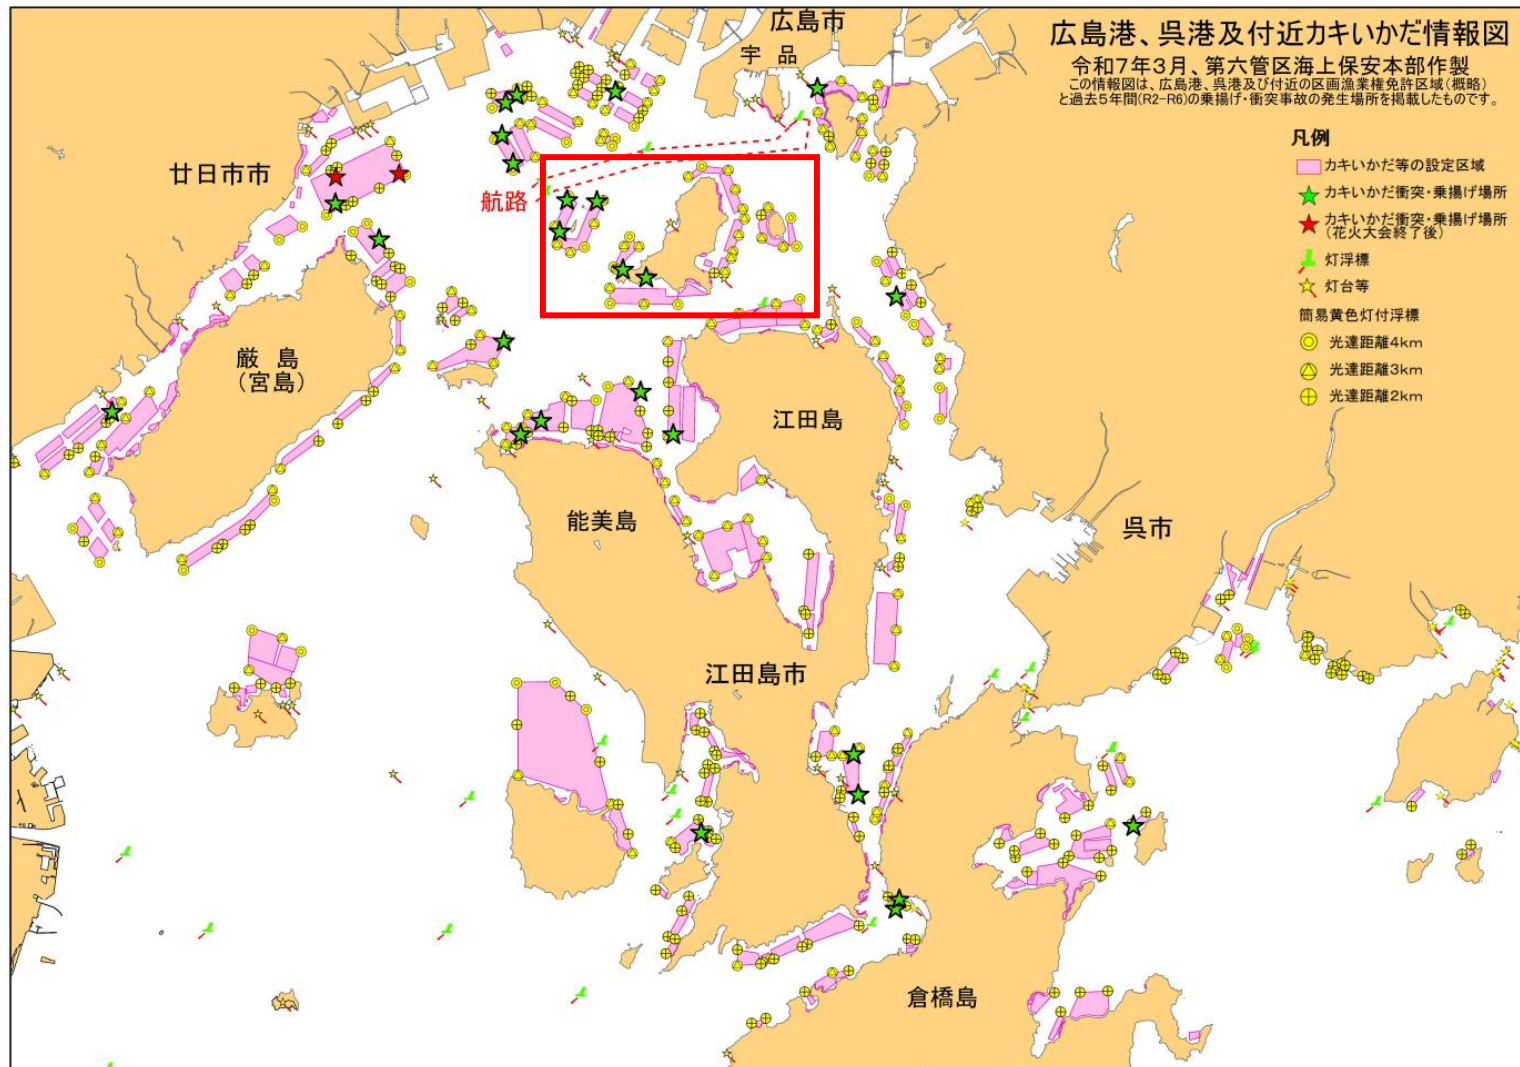 広島港、呉港及付近カキいかだ情報図
令和7年3月、第六管区海上保安本部作製
この情報図は、広島港、呉港及び付近の区画漁業権免許区域(概略)
と過去5年間(R2-R6)の乗揚げ・衝突事故の発生場所を掲載したものです。
凡例
カキいかだ等の設定区域
カキいかだ衝突・乗揚げ場所
カキいかだ衝突・乗揚げ場所
(花火大会終了後)
灯浮標
灯台等
簡易黄色灯付浮標
光達距離4km
光達距離3km
光達距離2km
広島市
宇品
廿日市市
航路
厳島
(宮島)
江田島
能美島
呉市
江田島市
倉橋島